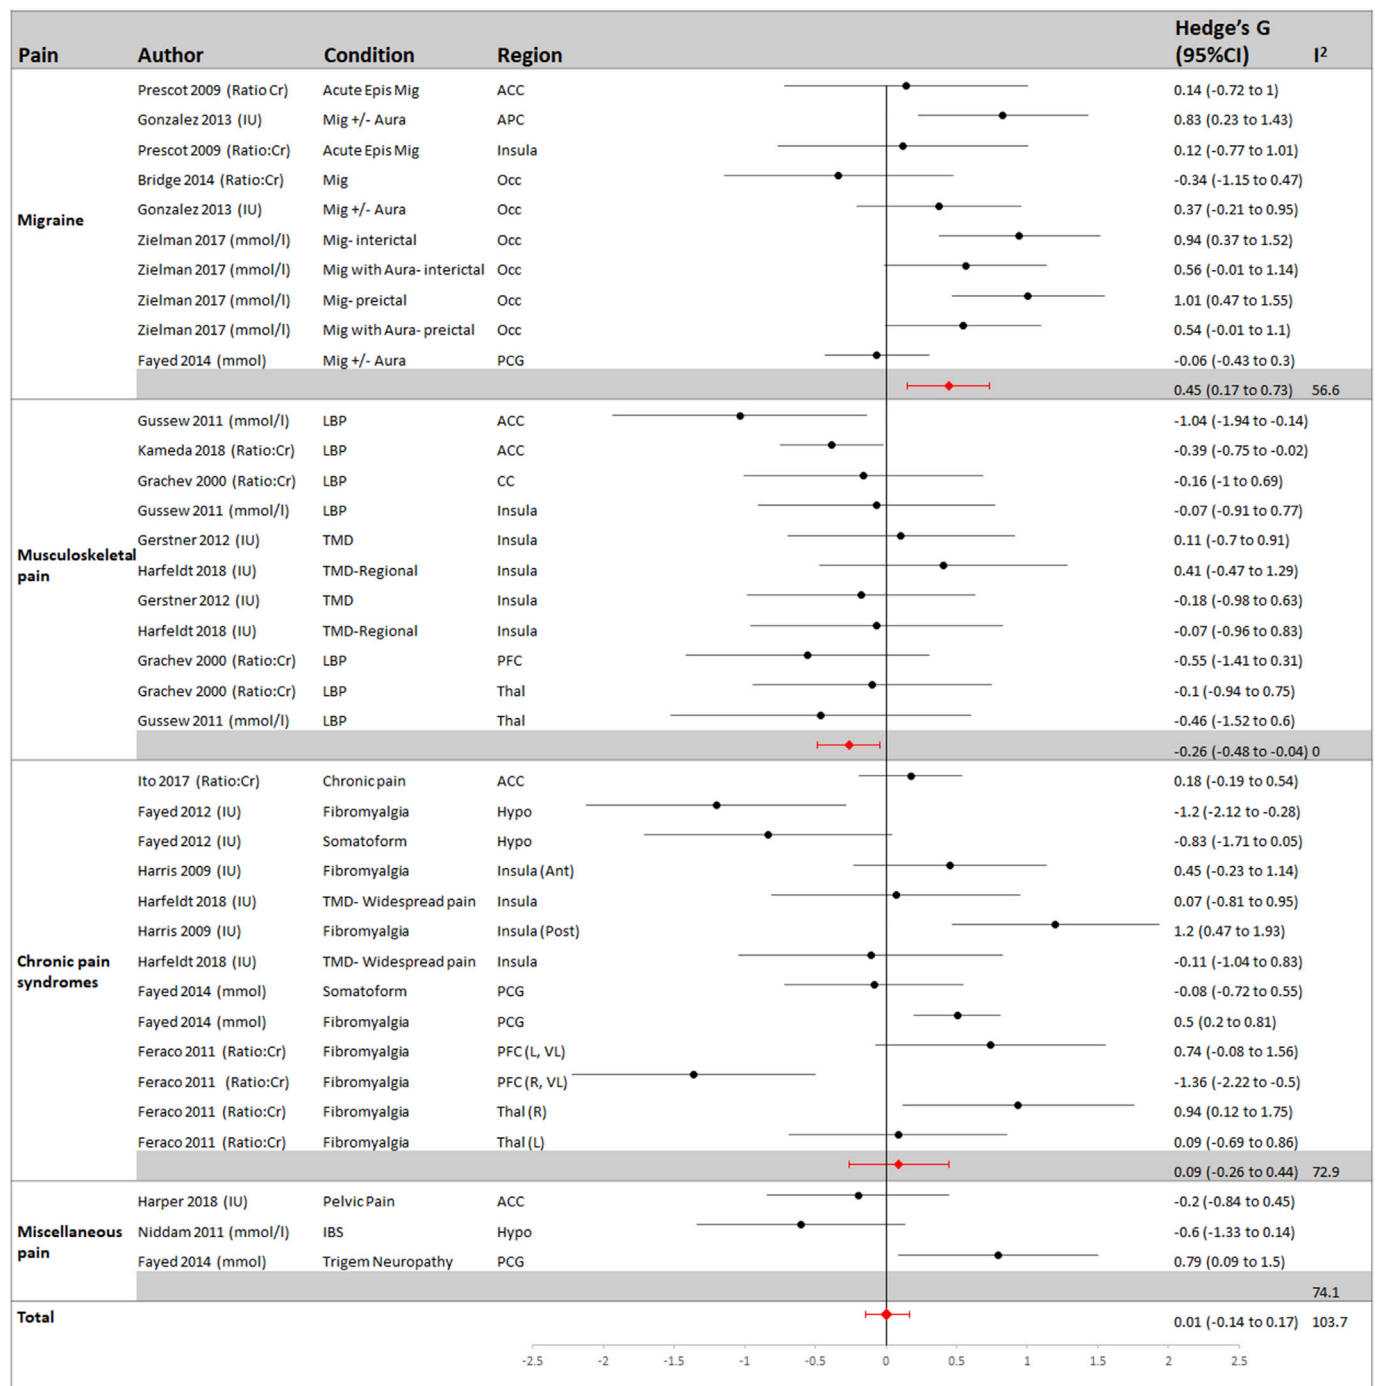 Pain Author Condition Region Hedge's G (95%CI) I²
Prescot 2009 (Ratio Cr) Acute Epis Mig ACC 0.14 (-0.72 to 1)
Gonzalez 2013 (IU) Mig +/- Aura APC 0.83 (0.23 to 1.43)
Prescot 2009 (Ratio:Cr) Acute Epis Mig Insula 0.12 (-0.77 to 1.01)
Bridge 2014 (Ratio:Cr) Mig Occ -0.34 (-1.15 to 0.47)
Migraine
Gonzalez 2013 (IU) Mig +/- Aura Occ 0.37 (-0.21 to 0.95)
Zielman 2017 (mmol/l) Mig- interictal Occ 0.94 (0.37 to 1.52)
Zielman 2017 (mmol/l) Mig with Aura- interictal Occ 0.56 (-0.01 to 1.14)
Zielman 2017 (mmol/l) Mig- preictal Occ 1.01 (0.47 to 1.55)
Zielman 2017 (mmol/l) Mig with Aura- preictal Occ 0.54 (-0.01 to 1.1)
Fayed 2014 (mmol) Mig +/- Aura PCG -0.06 (-0.43 to 0.3)
0.45 (0.17 to 0.73) 56.6
Gussew 2011 (mmol/l) LBP ACC -1.04 (-1.94 to -0.14)
Kameda 2018 (Ratio:Cr) LBP ACC -0.39 (-0.75 to -0.02)
Grachev 2000 (Ratio:Cr) LBP CC -0.16 (-1 to 0.69)
Gussew 2011 (mmol/l) LBP Insula -0.07 (-0.91 to 0.77)
Gerstner 2012 (IU) TMD Insula 0.11 (-0.7 to 0.91)
Musculoskeletal
pain
Harfeldt 2018 (IU) TMD-Regional Insula 0.41 (-0.47 to 1.29)
Gerstner 2012 (IU) TMD Insula -0.18 (-0.98 to 0.63)
Harfeldt 2018 (IU) TMD-Regional Insula -0.07 (-0.96 to 0.83)
Grachev 2000 (Ratio:Cr) LBP PFC -0.55 (-1.41 to 0.31)
Grachev 2000 (Ratio:Cr) LBP Thal -0.1 (-0.94 to 0.75)
Gussew 2011 (mmol/l) LBP Thal -0.46 (-1.52 to 0.6)
-0.26 (-0.48 to -0.04) 0
Ito 2017 (Ratio:Cr) Chronic pain ACC 0.18 (-0.19 to 0.54)
Fayed 2012 (IU) Fibromyalgia Hypo -1.2 (-2.12 to -0.28)
Fayed 2012 (IU) Somatoform Hypo -0.83 (-1.71 to 0.05)
Harris 2009 (IU) Fibromyalgia Insula (Ant) 0.45 (-0.23 to 1.14)
Harfeldt 2018 (IU) TMD- Widespread pain Insula 0.07 (-0.81 to 0.95)
Harris 2009 (IU) Fibromyalgia Insula (Post) 1.2 (0.47 to 1.93)
Chronic pain
syndromes
Harfeldt 2018 (IU) TMD- Widespread pain Insula -0.11 (-1.04 to 0.83)
Fayed 2014 (mmol) Somatoform PCG -0.08 (-0.72 to 0.55)
Fayed 2014 (mmol) Fibromyalgia PCG 0.5 (0.2 to 0.81)
Feraco 2011 (Ratio:Cr) Fibromyalgia PFC (L, VL) 0.74 (-0.08 to 1.56)
Feraco 2011 (Ratio:Cr) Fibromyalgia PFC (R, VL) -1.36 (-2.22 to -0.5)
Feraco 2011 (Ratio:Cr) Fibromyalgia Thal (R) 0.94 (0.12 to 1.75)
Feraco 2011 (Ratio:Cr) Fibromyalgia Thal (L) 0.09 (-0.69 to 0.86)
0.09 (-0.26 to 0.44) 72.9
Harper 2018 (IU) Pelvic Pain ACC -0.2 (-0.84 to 0.45)
Miscellaneous
pain
Niddam 2011 (mmol/l) IBS Hypo -0.6 (-1.33 to 0.14)
Fayed 2014 (mmol) Trigem Neuropathy PCG 0.79 (0.09 to 1.5)
74.1
Total 0.01 (-0.14 to 0.17) 103.7
-2.5 -2 -1.5 -1 -0.5 0 0.5 1 1.5 2 2.5